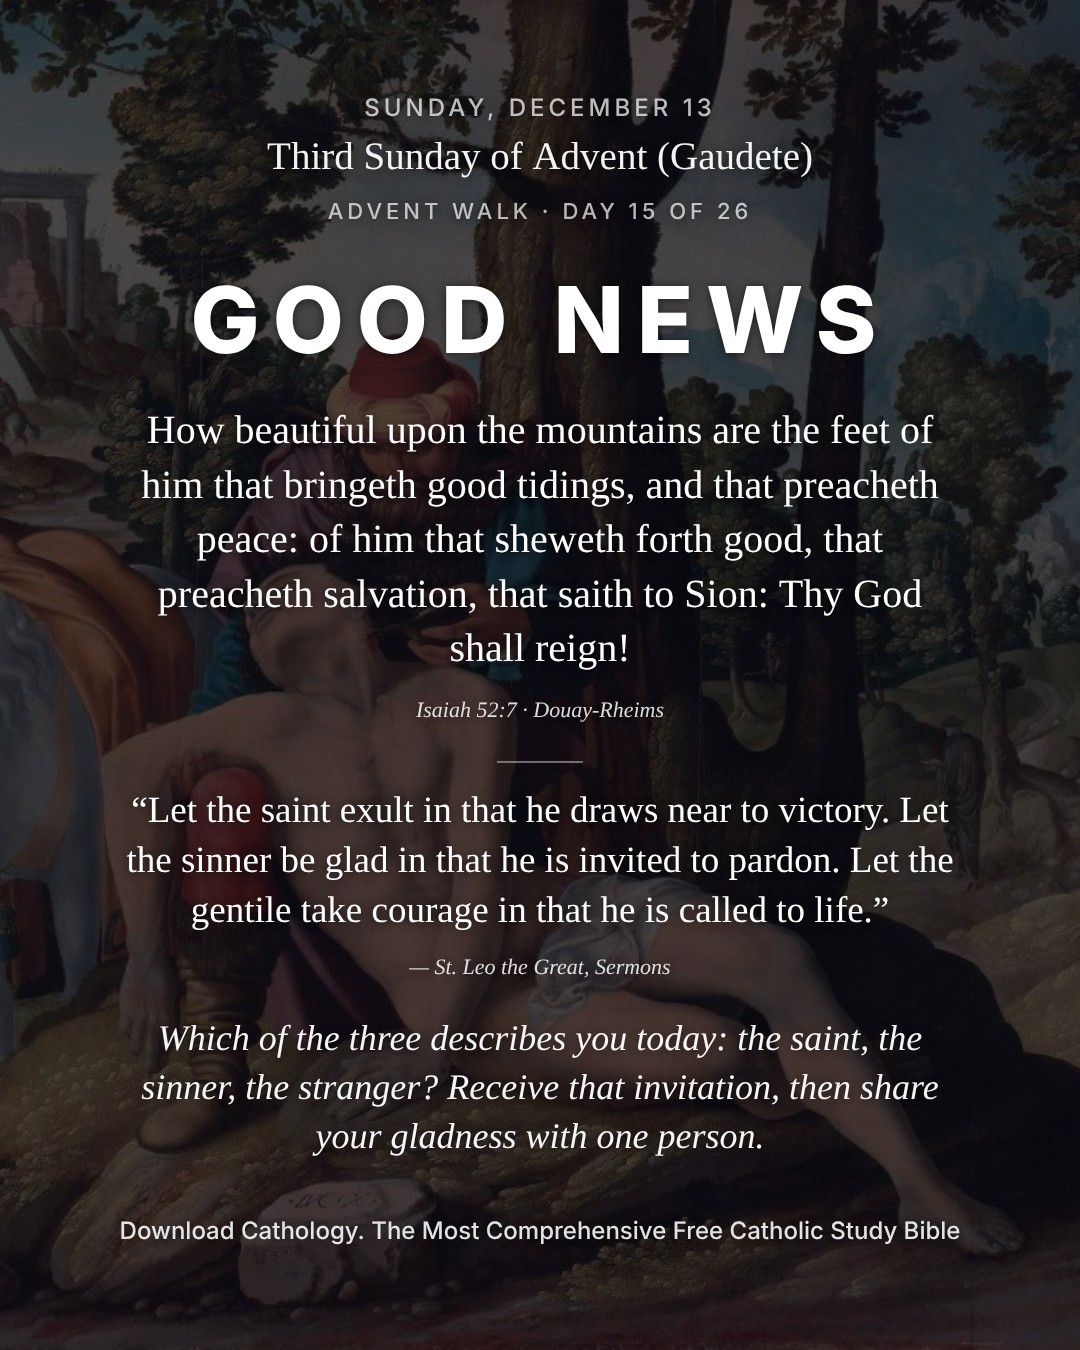 SUNDAY, DECEMBER 13
Third Sunday of Advent (Gaudete)
ADVENT WALK · DAY 15 OF 26
GOOD NEWS
How beautiful upon the mountains are the feet of
him that bringeth good tidings, and that preacheth
peace: of him that sheweth forth good, that
preacheth salvation, that saith to Sion: Thy God
shall reign!
Isaiah 52:7 · Douay-Rheims
“Let the saint exult in that he draws near to victory. Let
the sinner be glad in that he is invited to pardon. Let the
gentile take courage in that he is called to life.”
— St. Leo the Great, Sermons
Which of the three describes you today: the saint, the
sinner, the stranger? Receive that invitation, then share
your gladness with one person.
Download Cathology. The Most Comprehensive Free Catholic Study Bible